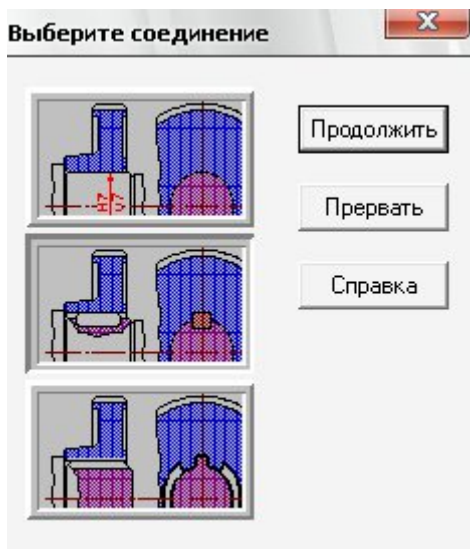 Выберите соединение
Продолжить
Прервать
Справка